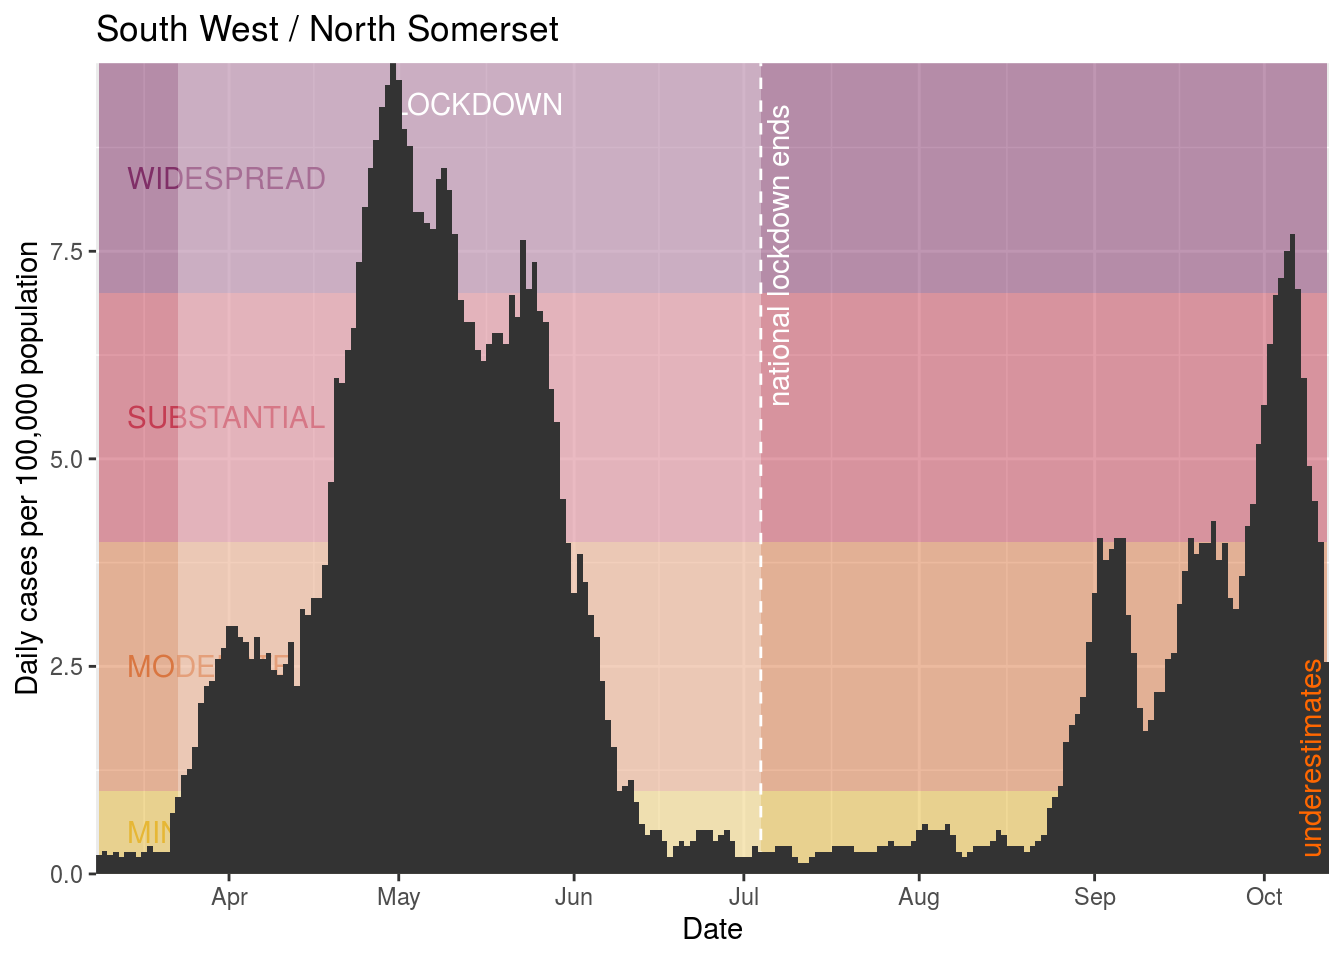 South West / North Somerset
LOCKDOWN
WIDESPREAD
national lockdown ends
SUBSTANTIAL
underestimates
Daily cases per 100,000 population
7.5
5.0
2.5
0.0
Apr
May
Jun
Jul
Aug
Sep
Oct
Date